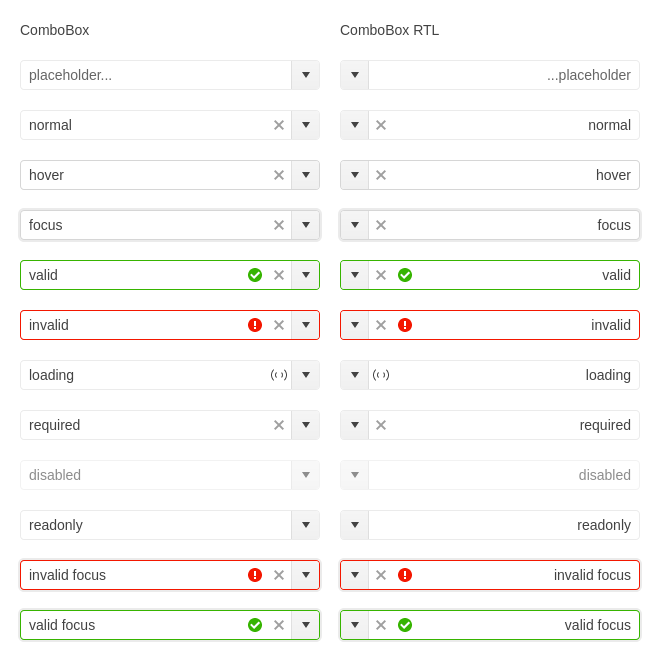 ComboBox
placeholder...
normal
hover
focus
valid
invalid
loading
required
disabled
readonly
invalid focus
valid focus
ComboBox RTL
...placeholder
normal
hover
focus
valid
invalid
loading
required
disabled
readonly
invalid focus
valid focus